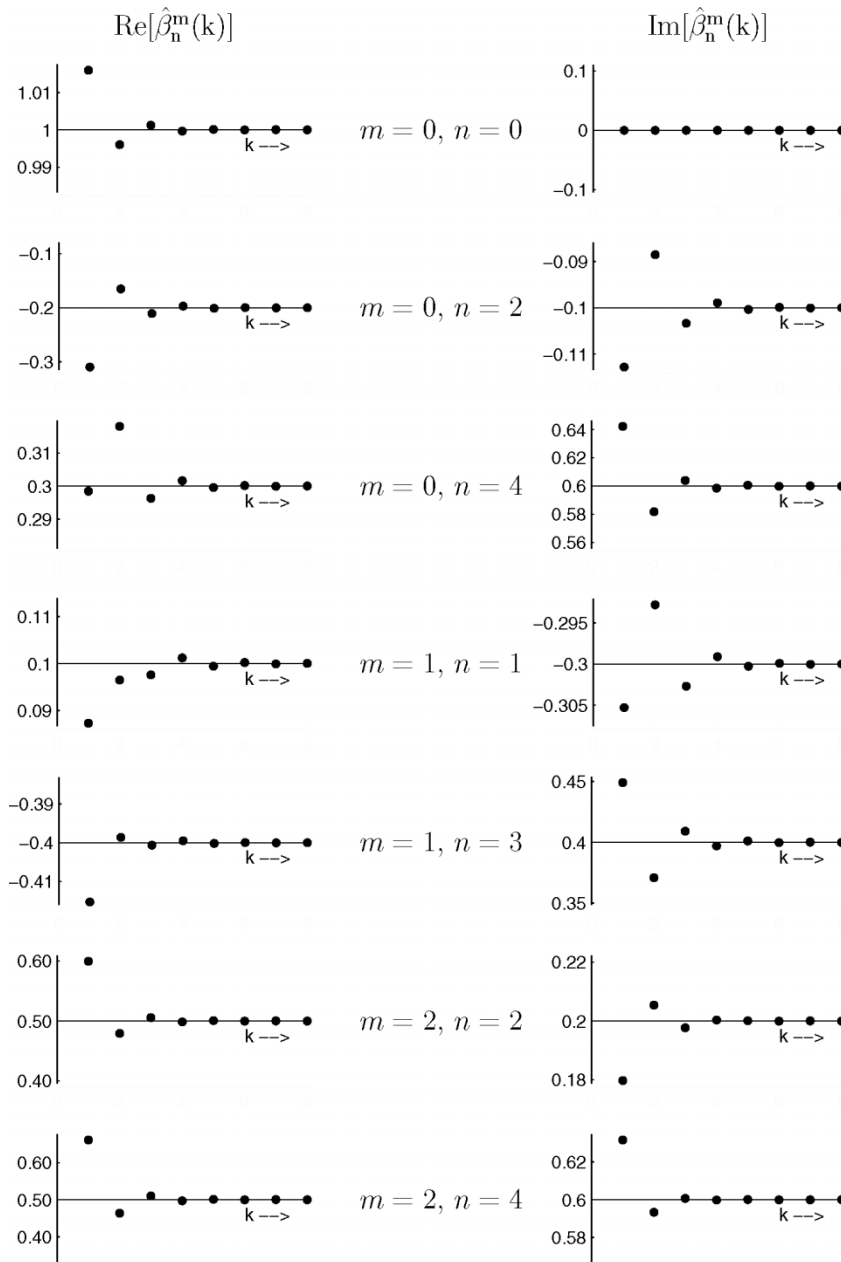 Re[β̂ₙᵐ(k)] Im[β̂ₙᵐ(k)]
1.01
1
0.99
k −−>
m = 0, n = 0
0.1
0
−0.1
k −−>
−0.1
−0.2
−0.3
k −−>
m = 0, n = 2
−0.09
−0.1
−0.11
k −−>
0.31
0.3
0.29
k −−>
m = 0, n = 4
0.64
0.62
0.6
0.58
0.56
k −−>
0.11
0.1
0.09
k −−>
m = 1, n = 1
−0.295
−0.3
−0.305
k −−>
−0.39
−0.4
−0.41
k −−>
m = 1, n = 3
0.45
0.4
0.35
k −−>
0.60
0.50
0.40
k −−>
m = 2, n = 2
0.22
0.2
0.18
k −−>
0.60
0.50
0.40
k −−>
m = 2, n = 4
0.62
0.6
0.58
k −−>